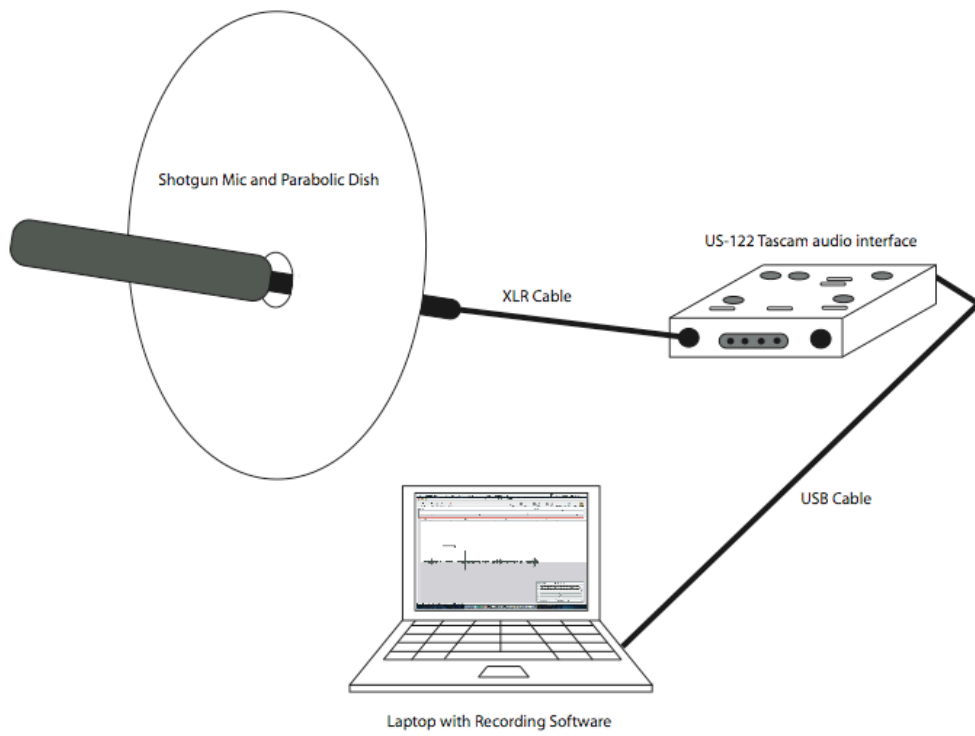 Shotgun Mic and Parabolic Dish
US-122 Tascam audio interface
XLR Cable
USB Cable
Laptop with Recording Software